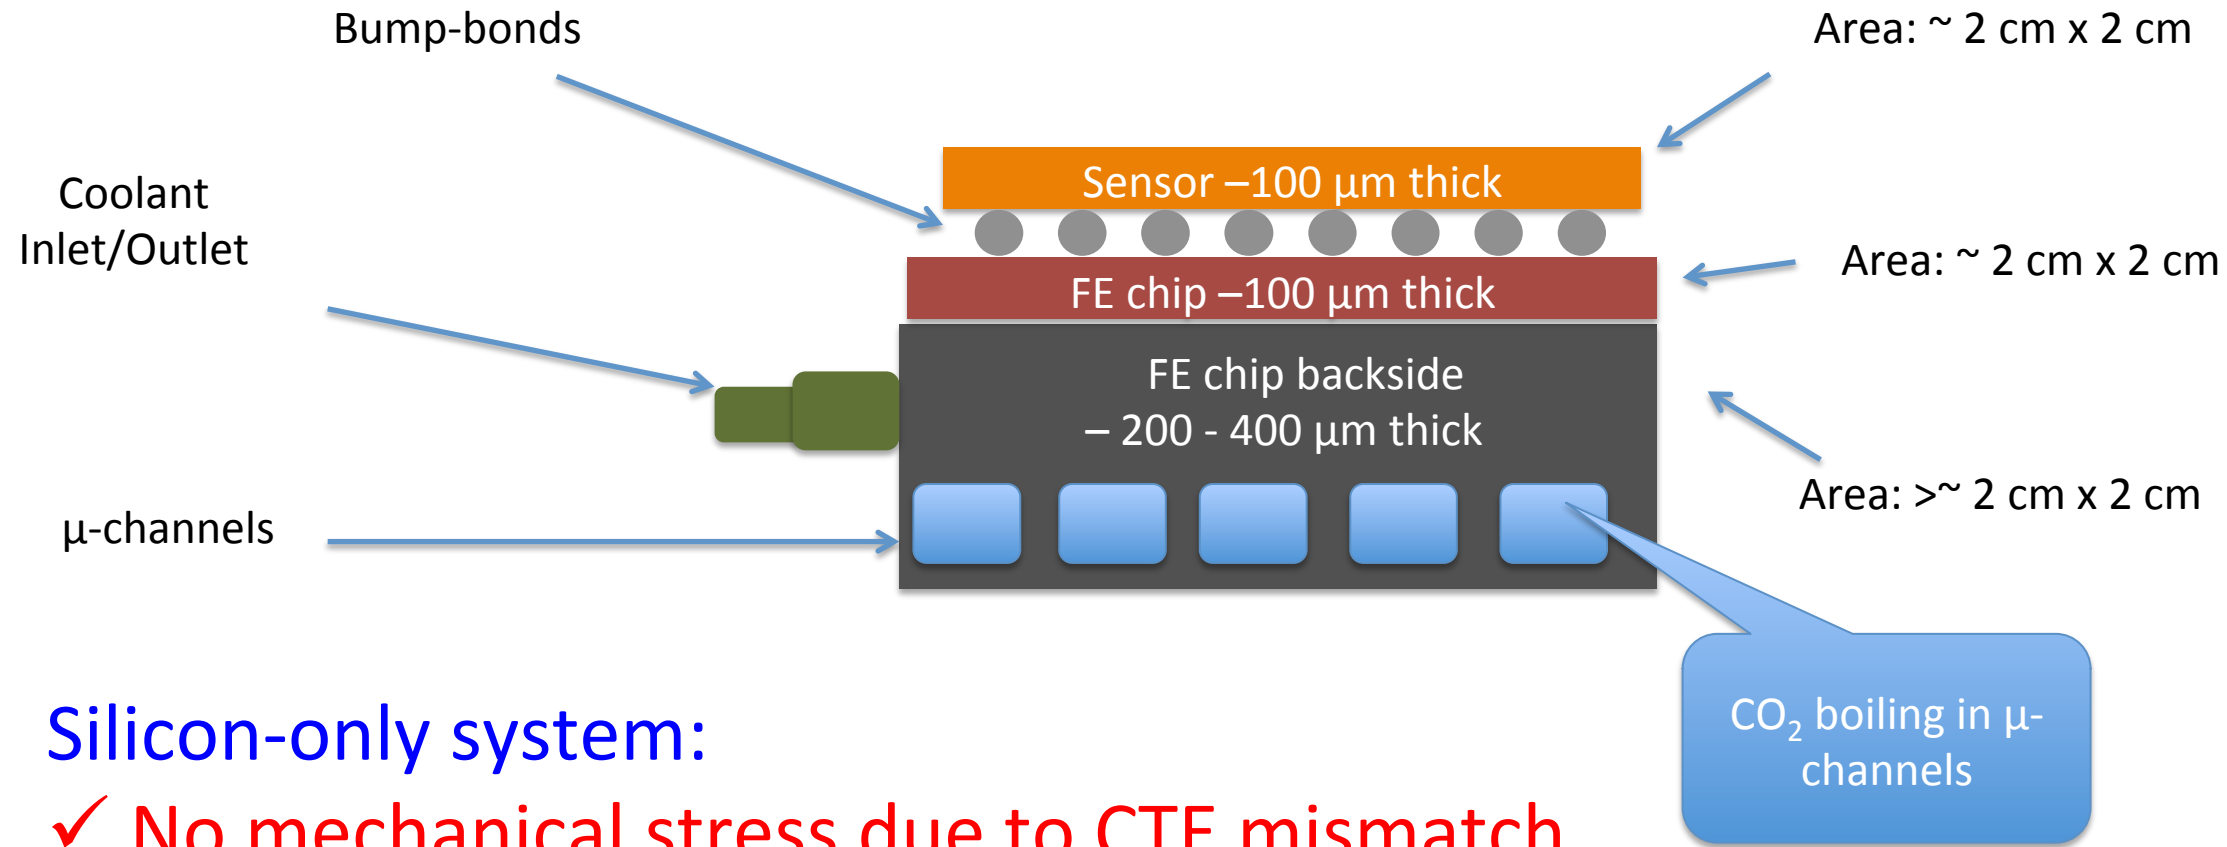 Bump-bonds
Area: ~ 2 cm x 2 cm
Sensor –100 μm thick
Coolant
Inlet/Outlet
Area: ~ 2 cm x 2 cm
FE chip –100 μm thick
FE chip backside
– 200 - 400 μm thick
Area: >~ 2 cm x 2 cm
μ-channels
CO₂ boiling in μ-
channels
Silicon-only system:
✓ No mechanical stress due to CTE mismatch